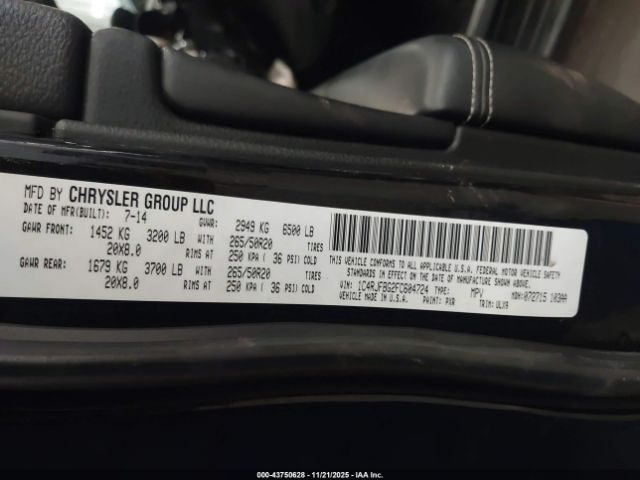 MFD BY CHRYSLER GROUP LLC
DATE OF MFR(BUILT): 7-14 GVWR: 2949 KG 6500 LB
GAWR FRONT: 1452 KG 3200 LB WITH 265/50R20 TIRES
20X8.0 RIMS AT 250 KPA ( 36 PSI) COLD
GAWR REAR: 1679 KG 3700 LB WITH 265/50R20 TIRES
20X8.0 RIMS AT 250 KPA ( 36 PSI) COLD
THIS VEHICLE CONFORMS TO ALL APPLICABLE U.S.A. FEDERAL MOTOR VEHICLE SAFETY
STANDARDS IN EFFECT ON THE DATE OF MANUFACTURE SHOWN ABOVE.
VIN: 1C4RJFBG2FC604724 TYPE: MPV MDH:072715 103AA
VEHICLE MADE IN U.S.A. PAINT: PXR TRIM: ULX9
000-43750628 - 11/21/2025 - IAA Inc.